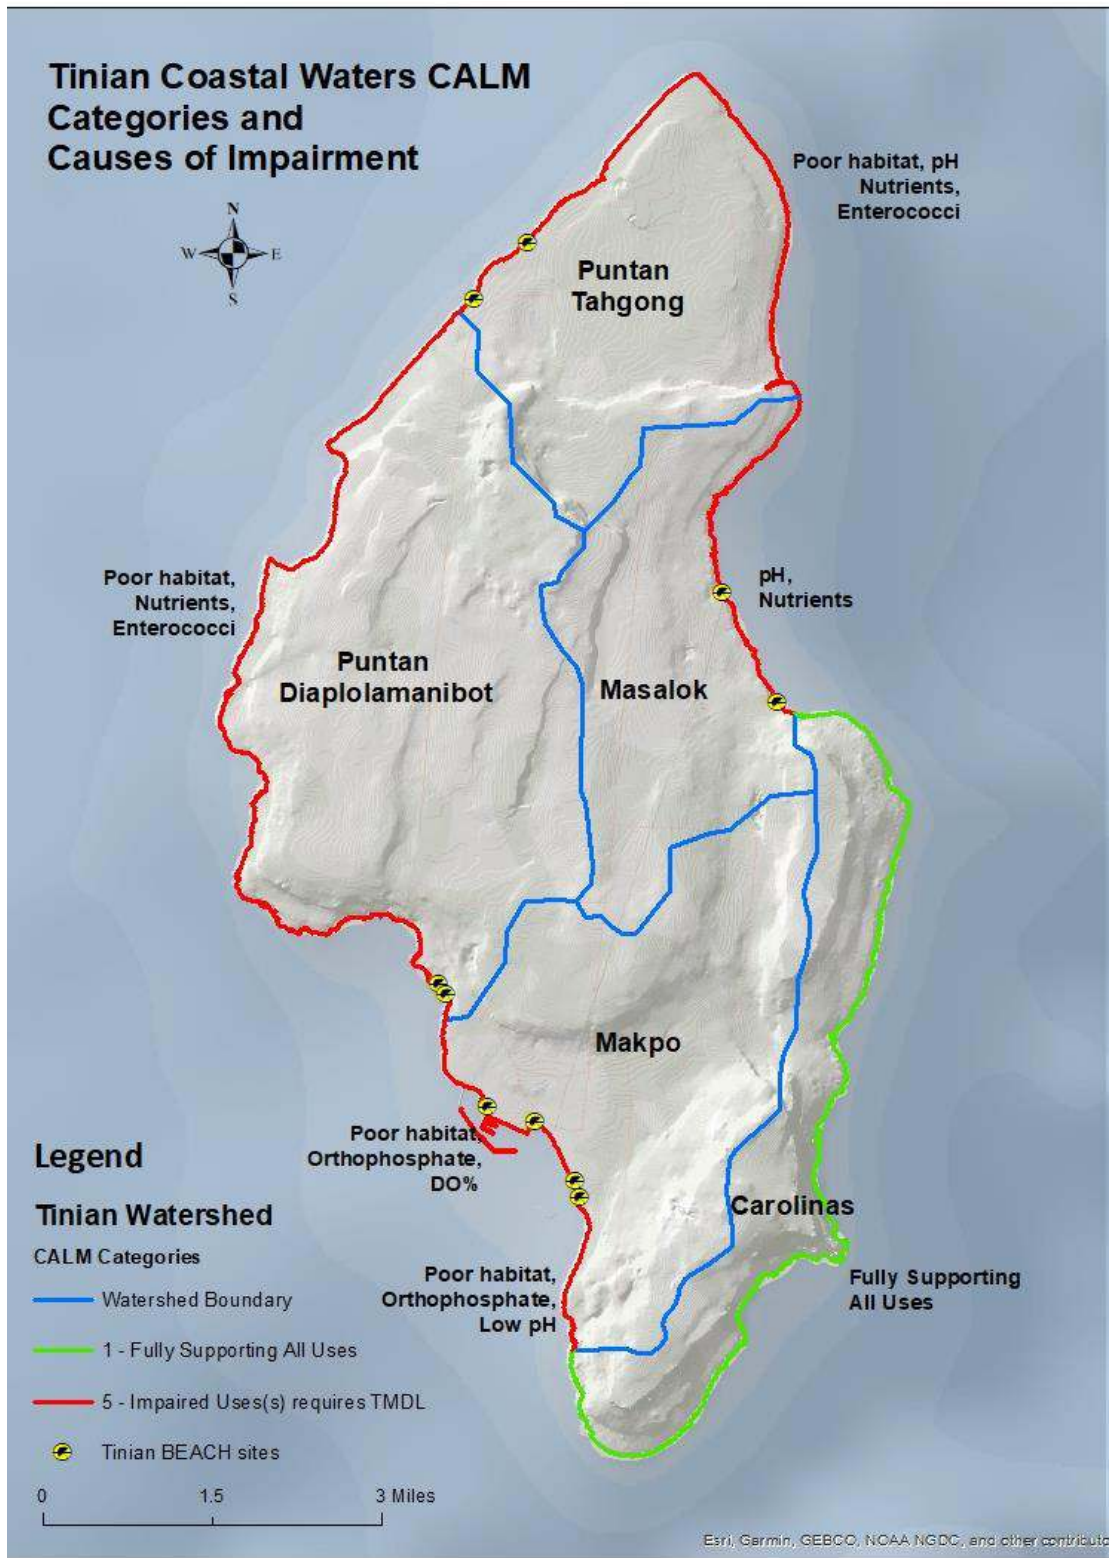 Tinian Coastal Waters CALM
Categories and
Causes of Impairment
N
W
E
S
Poor habitat, pH
Nutrients,
Enterococci
Puntan
Tahgong
Poor habitat,
Nutrients,
Enterococci
pH,
Nutrients
Puntan
Diaplolamanibot
Masalok
Makpo
Poor habitat,
Orthophosphate,
DO%
Carolinas
Poor habitat,
Orthophosphate,
Low pH
Fully Supporting
All Uses
Legend
Tinian Watershed
CALM Categories
Watershed Boundary
1 - Fully Supporting All Uses
5 - Impaired Uses(s) requires TMDL
Tinian BEACH sites
0 1.5 3 Miles
Esri, Garmin, GEBCO, NOAA NGDC, and other contributo